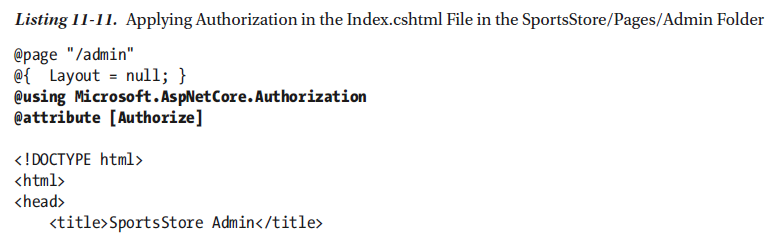 Listing 11-11. Applying Authorization in the Index.cshtml File in the SportsStore/Pages/Admin Folder
@page "/admin"
@{  Layout = null; }
@using Microsoft.AspNetCore.Authorization
@attribute [Authorize]
<!DOCTYPE html>
<html>
<head>
    <title>SportsStore Admin</title>